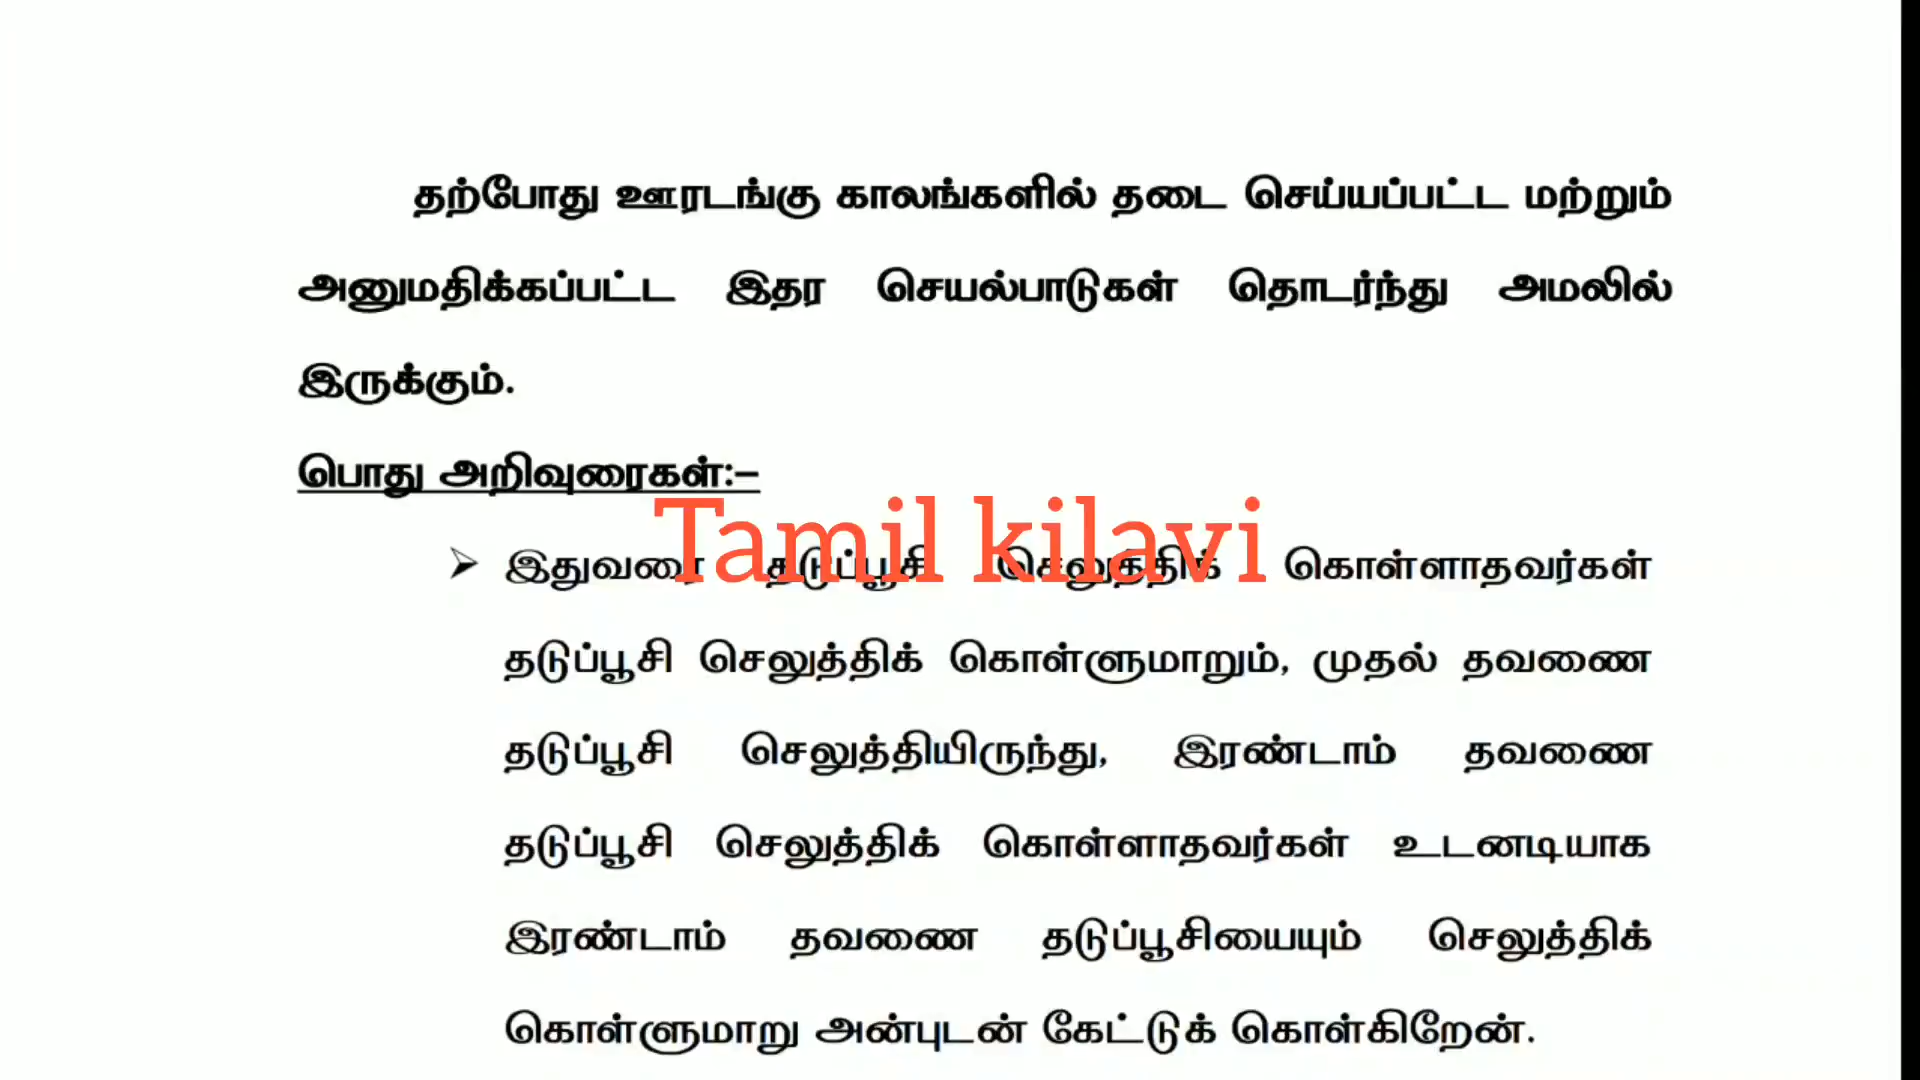 தற்போது ஊரடங்கு காலங்களில் தடை செய்யப்பட்ட மற்றும்
அனுமதிக்கப்பட்ட இதர செயல்பாடுகள் தொடர்ந்து அமலில்
இருக்கும்.
பொது அறிவுரைகள்:–
Tamil kilavi
➢ இதுவரை தடுப்பூசி செலுத்திக் கொள்ளாதவர்கள்
தடுப்பூசி செலுத்திக் கொள்ளுமாறும், முதல் தவணை
தடுப்பூசி செலுத்தியிருந்து, இரண்டாம் தவணை
தடுப்பூசி செலுத்திக் கொள்ளாதவர்கள் உடனடியாக
இரண்டாம் தவணை தடுப்பூசியையும் செலுத்திக்
கொள்ளுமாறு அன்புடன் கேட்டுக் கொள்கிறேன்.